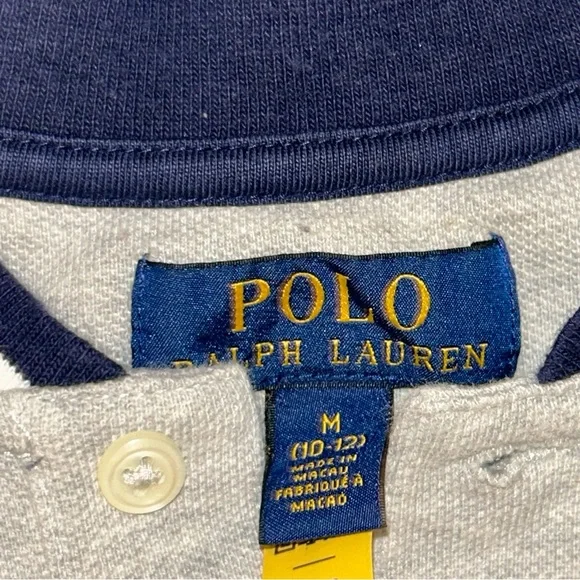 POLO
RALPH LAUREN
M
(10-12)
MADE IN
MACAU
FABRIQUÉ À
MACAO